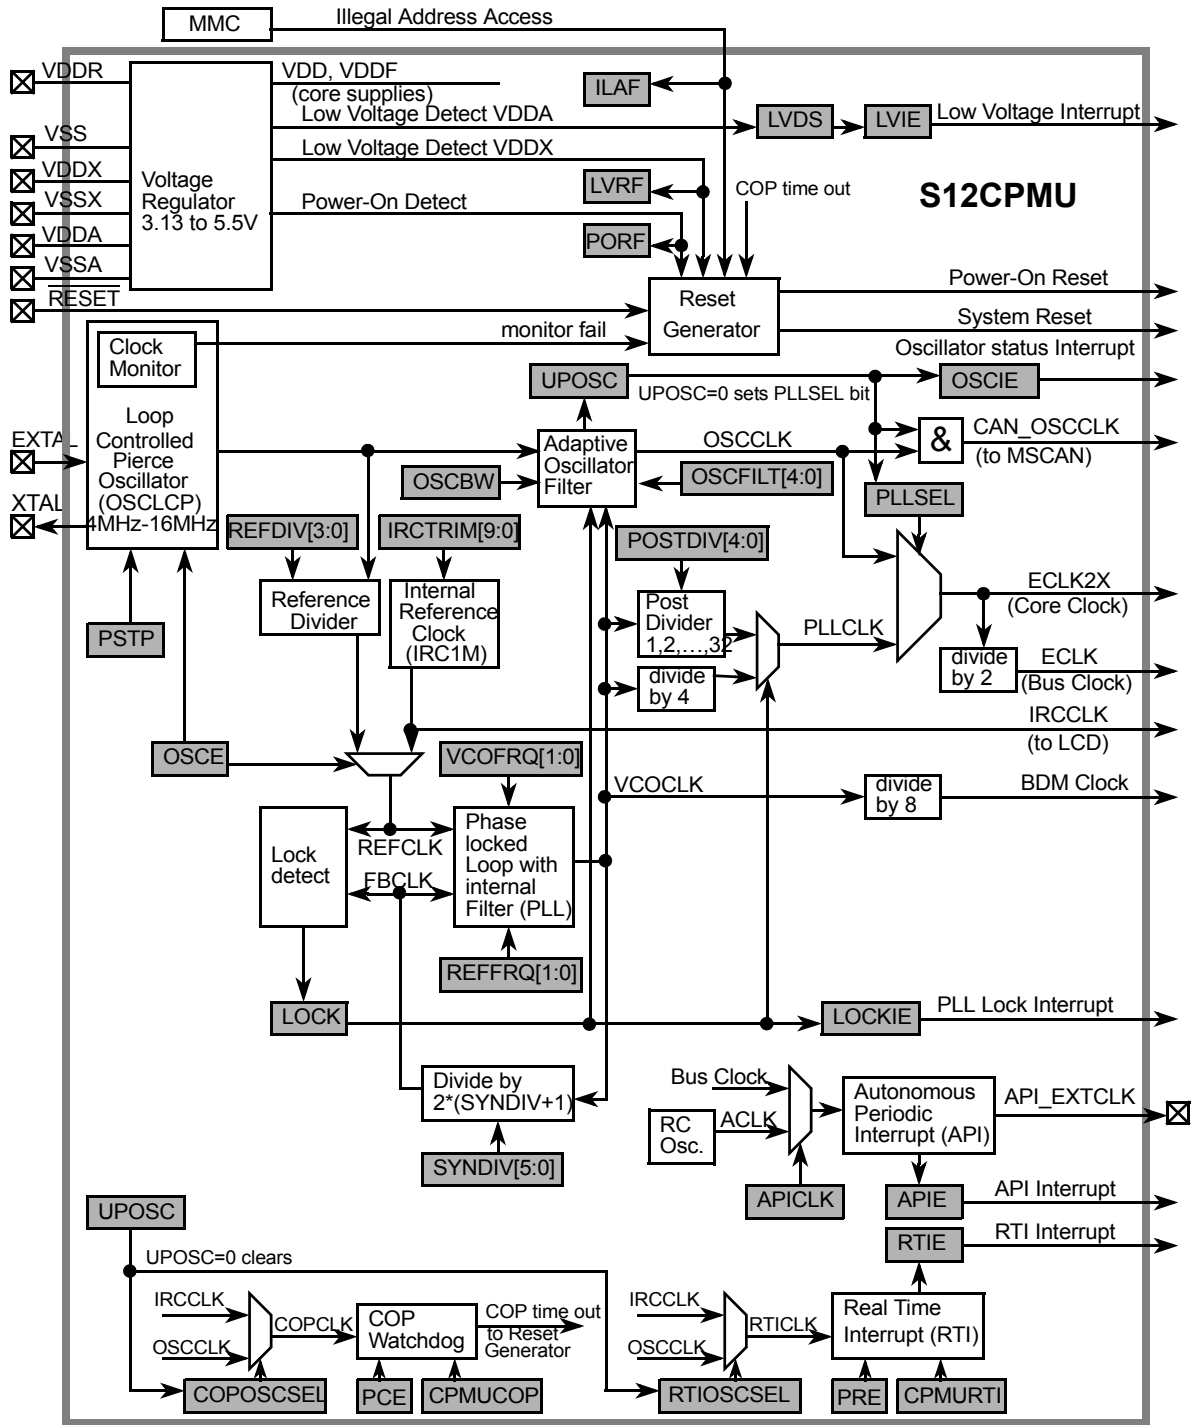 MMC
Illegal Address Access
VDDR
VDD, VDDF
(core supplies)
ILAF
Low Voltage Detect VDDA
LVDS
LVIE
Low Voltage Interrupt
VSS
Low Voltage Detect VDDX
VDDX
Voltage
Regulator
3.13 to 5.5V
LVRF
COP time out
S12CPMU
VSSX
Power-On Detect
VDDA
PORF
VSSA
RESET
Reset
Generator
Power-On Reset
System Reset
monitor fail
Clock
Monitor
Oscillator status Interrupt
UPOSC
UPOSC=0 sets PLLSEL bit
OSCIE
Loop
Controlled
Pierce
Oscillator
(OSCLCP)
4MHz-16MHz
EXTAL
XTAL
Adaptive
Oscillator
Filter
OSCCLK
&
CAN_OSCCLK
(to MSCAN)
OSCBW
OSCFILT[4:0]
PLLSEL
REFDIV[3:0]
IRCTRIM[9:0]
POSTDIV[4:0]
Reference
Divider
Internal
Reference
Clock
(IRC1M)
Post
Divider
1,2,…,32
PLLCLK
ECLK2X
(Core Clock)
PSTP
divide
by 4
divide
by 2
ECLK
(Bus Clock)
IRCCLK
(to LCD)
OSCE
VCOFRQ[1:0]
VCOCLK
divide
by 8
BDM Clock
Lock
detect
REFCLK
FBCLK
Phase
locked
Loop with
internal
Filter (PLL)
REFFRQ[1:0]
LOCK
LOCKIE
PLL Lock Interrupt
Divide by
2*(SYNDIV+1)
SYNDIV[5:0]
Bus Clock
RC
Osc.
ACLK
Autonomous
Periodic
Interrupt (API)
API_EXTCLK
APICLK
APIE
API Interrupt
UPOSC
RTIE
RTI Interrupt
UPOSC=0 clears
IRCCLK
OSCCLK
COPCLK
COP
Watchdog
COP time out
to Reset
Generator
IRCCLK
OSCCLK
RTICLK
Real Time
Interrupt (RTI)
COPOSCSEL
PCE
CPMUCOP
RTIOSCSEL
PRE
CPMURTI